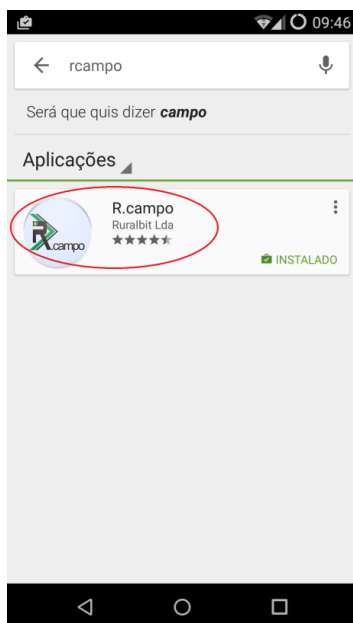 09:46
rcampo
Será que quis dizer campo
Aplicações
R.campo
Ruralbit Lda
R.campo
INSTALADO